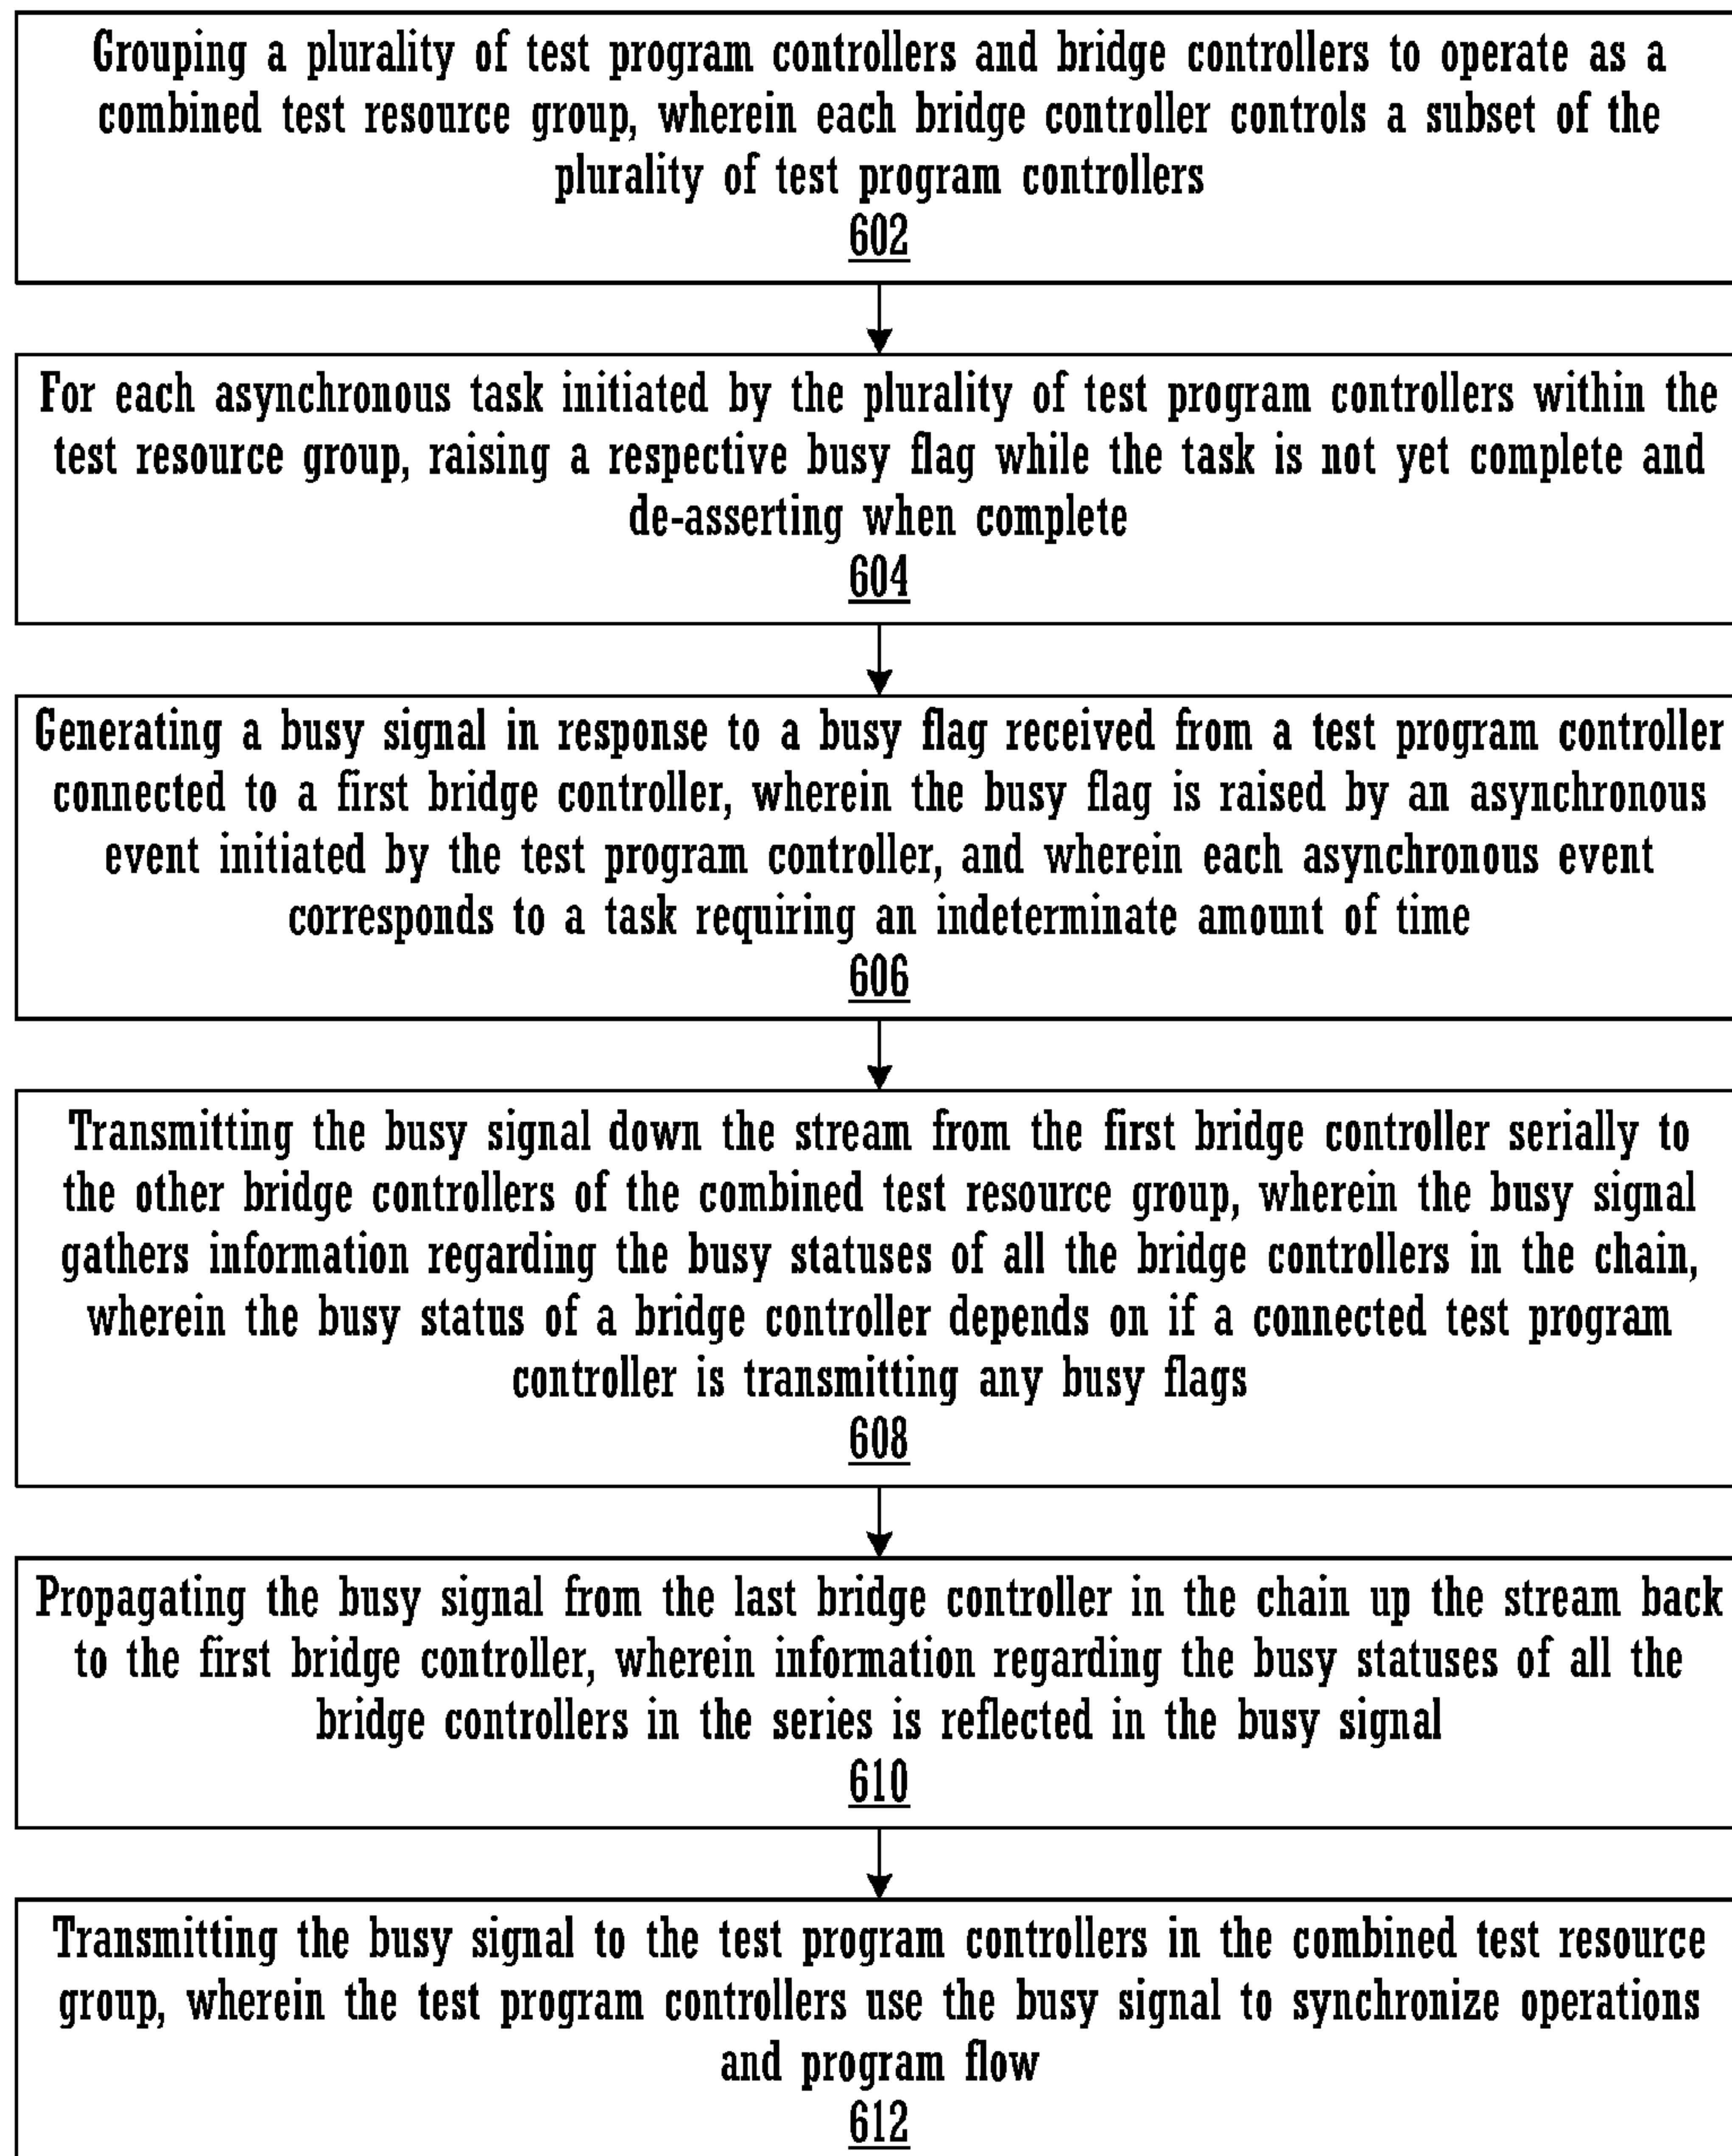 Grouping a plurality of test program controllers and bridge controllers to operate as a
combined test resource group, wherein each bridge controller controls a subset of the
plurality of test program controllers
602
For each asynchronous task initiated by the plurality of test program controllers within the
test resource group, raising a respective busy flag while the task is not yet complete and
de-asserting when complete
604
Generating a busy signal in response to a busy flag received from a test program controller
connected to a first bridge controller, wherein the busy flag is raised by an asynchronous
event initiated by the test program controller, and wherein each asynchronous event
corresponds to a task requiring an indeterminate amount of time
606
Transmitting the busy signal down the stream from the first bridge controller serially to
the other bridge controllers of the combined test resource group, wherein the busy signal
gathers information regarding the busy statuses of all the bridge controllers in the chain,
wherein the busy status of a bridge controller depends on if a connected test program
controller is transmitting any busy flags
608
Propagating the busy signal from the last bridge controller in the chain up the stream back
to the first bridge controller, wherein information regarding the busy statuses of all the
bridge controllers in the series is reflected in the busy signal
610
Transmitting the busy signal to the test program controllers in the combined test resource
group, wherein the test program controllers use the busy signal to synchronize operations
and program flow
612